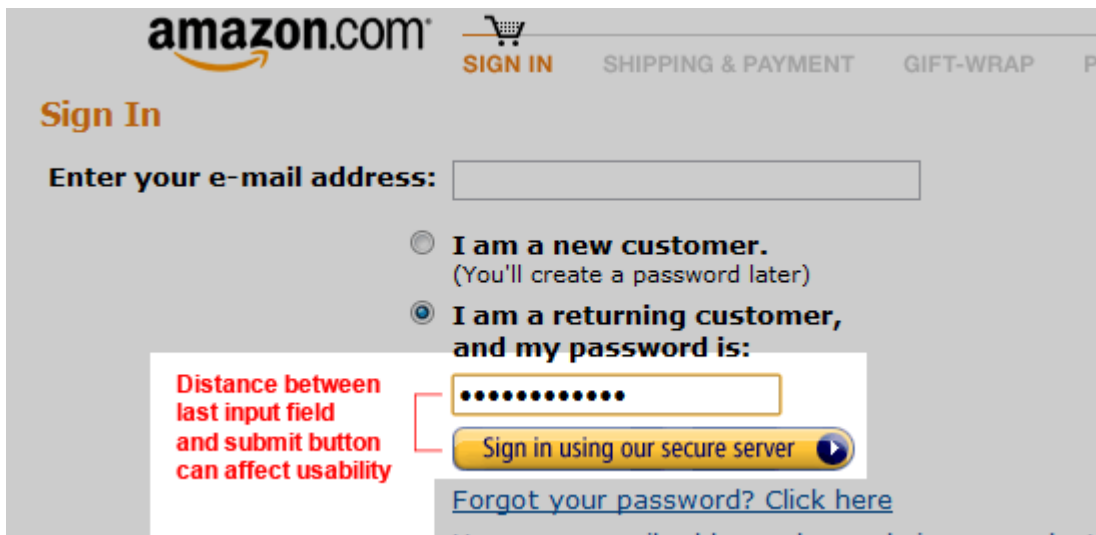 amazon.com
SIGN IN SHIPPING & PAYMENT GIFT-WRAP P
Sign In
Enter your e-mail address:
I am a new customer.
(You'll create a password later)
I am a returning customer,
and my password is:
Distance between
last input field
and submit button
can affect usability
••••••••••••
Sign in using our secure server
Forgot your password? Click here